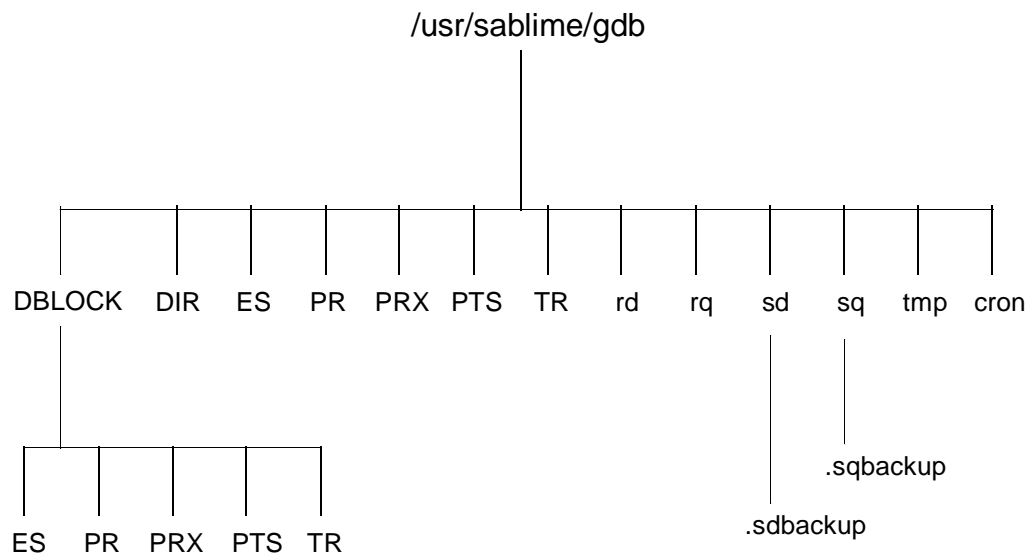 /usr/sablime/gdb
DBLOCK DIR ES PR PRX PTS TR rd rq sd sq tmp cron
.sqbackup
.sdbackup
ES PR PRX PTS TR